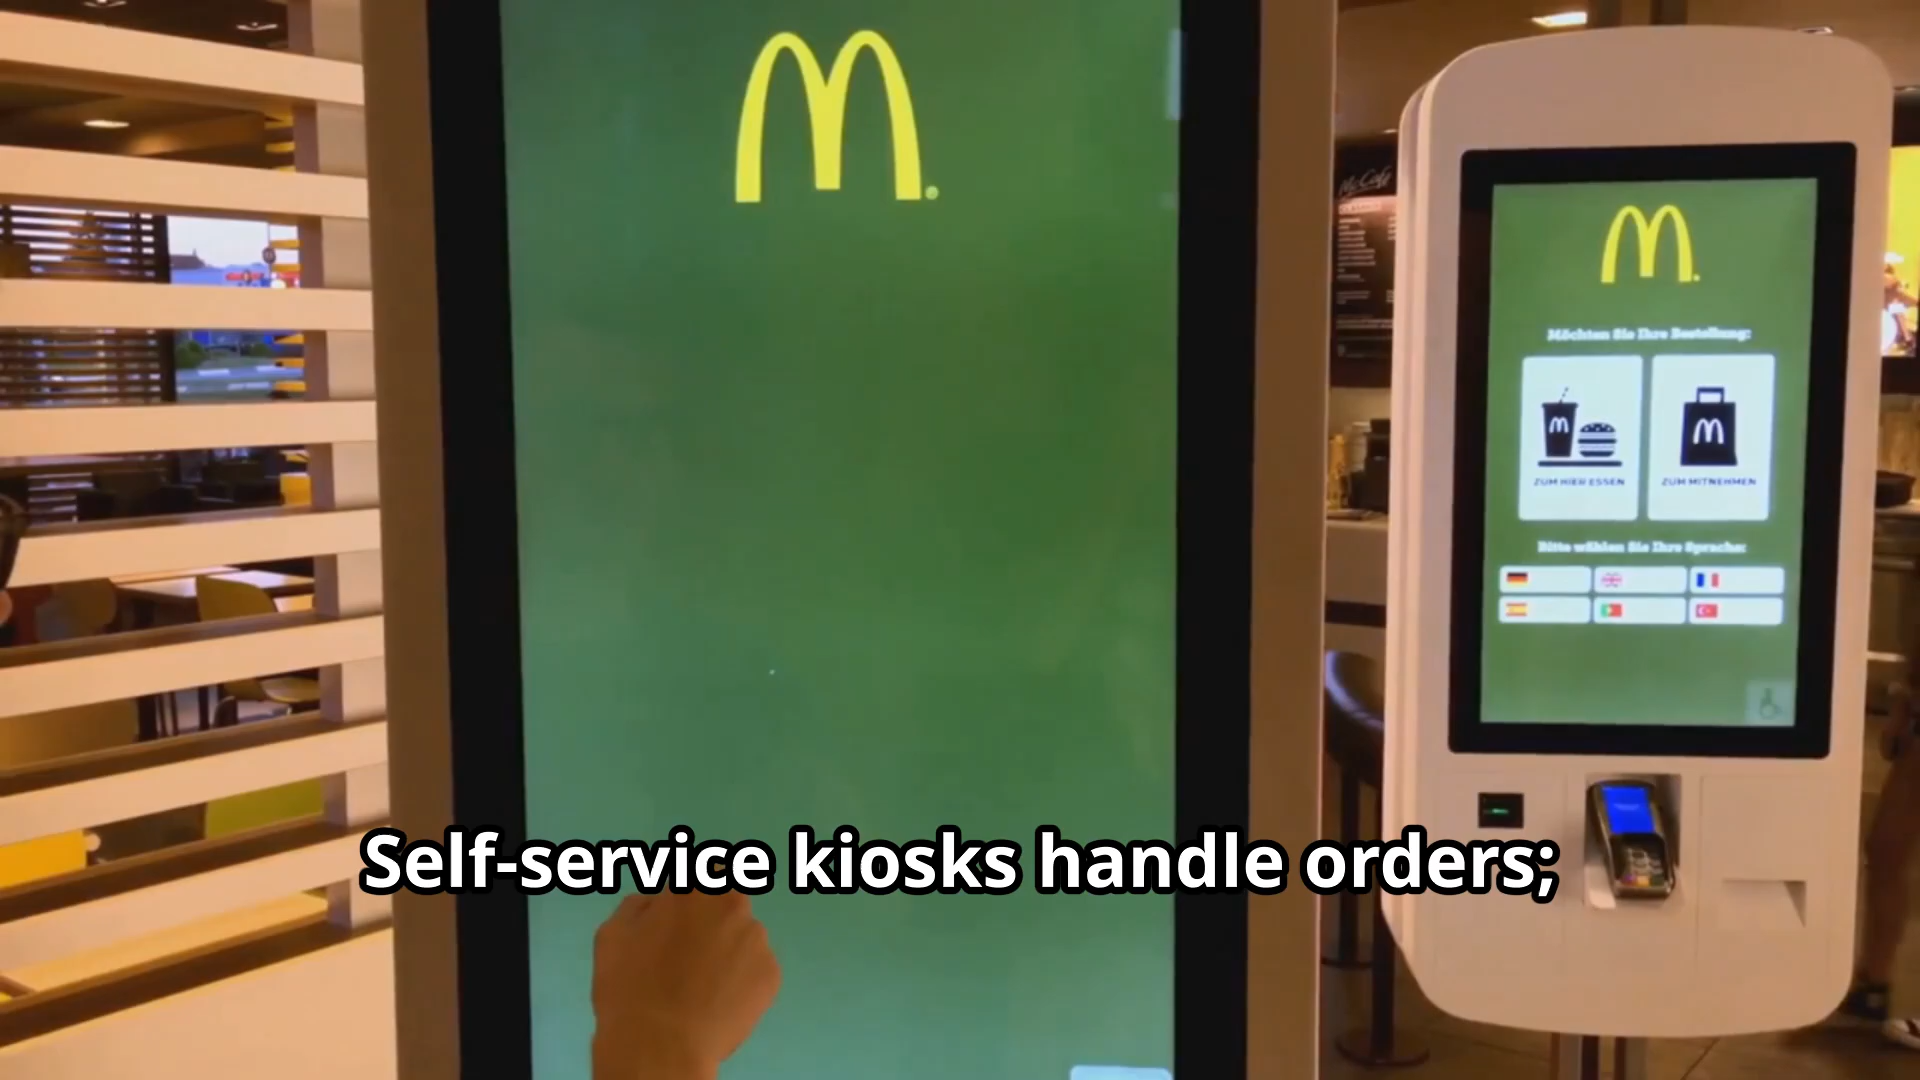 McCafé
Möchten Sie Ihre Bestellung:
ZUM HIER ESSEN
ZUM MITNEHMEN
Bitte wählen Sie Ihre Sprache:
Self-service kiosks handle orders;